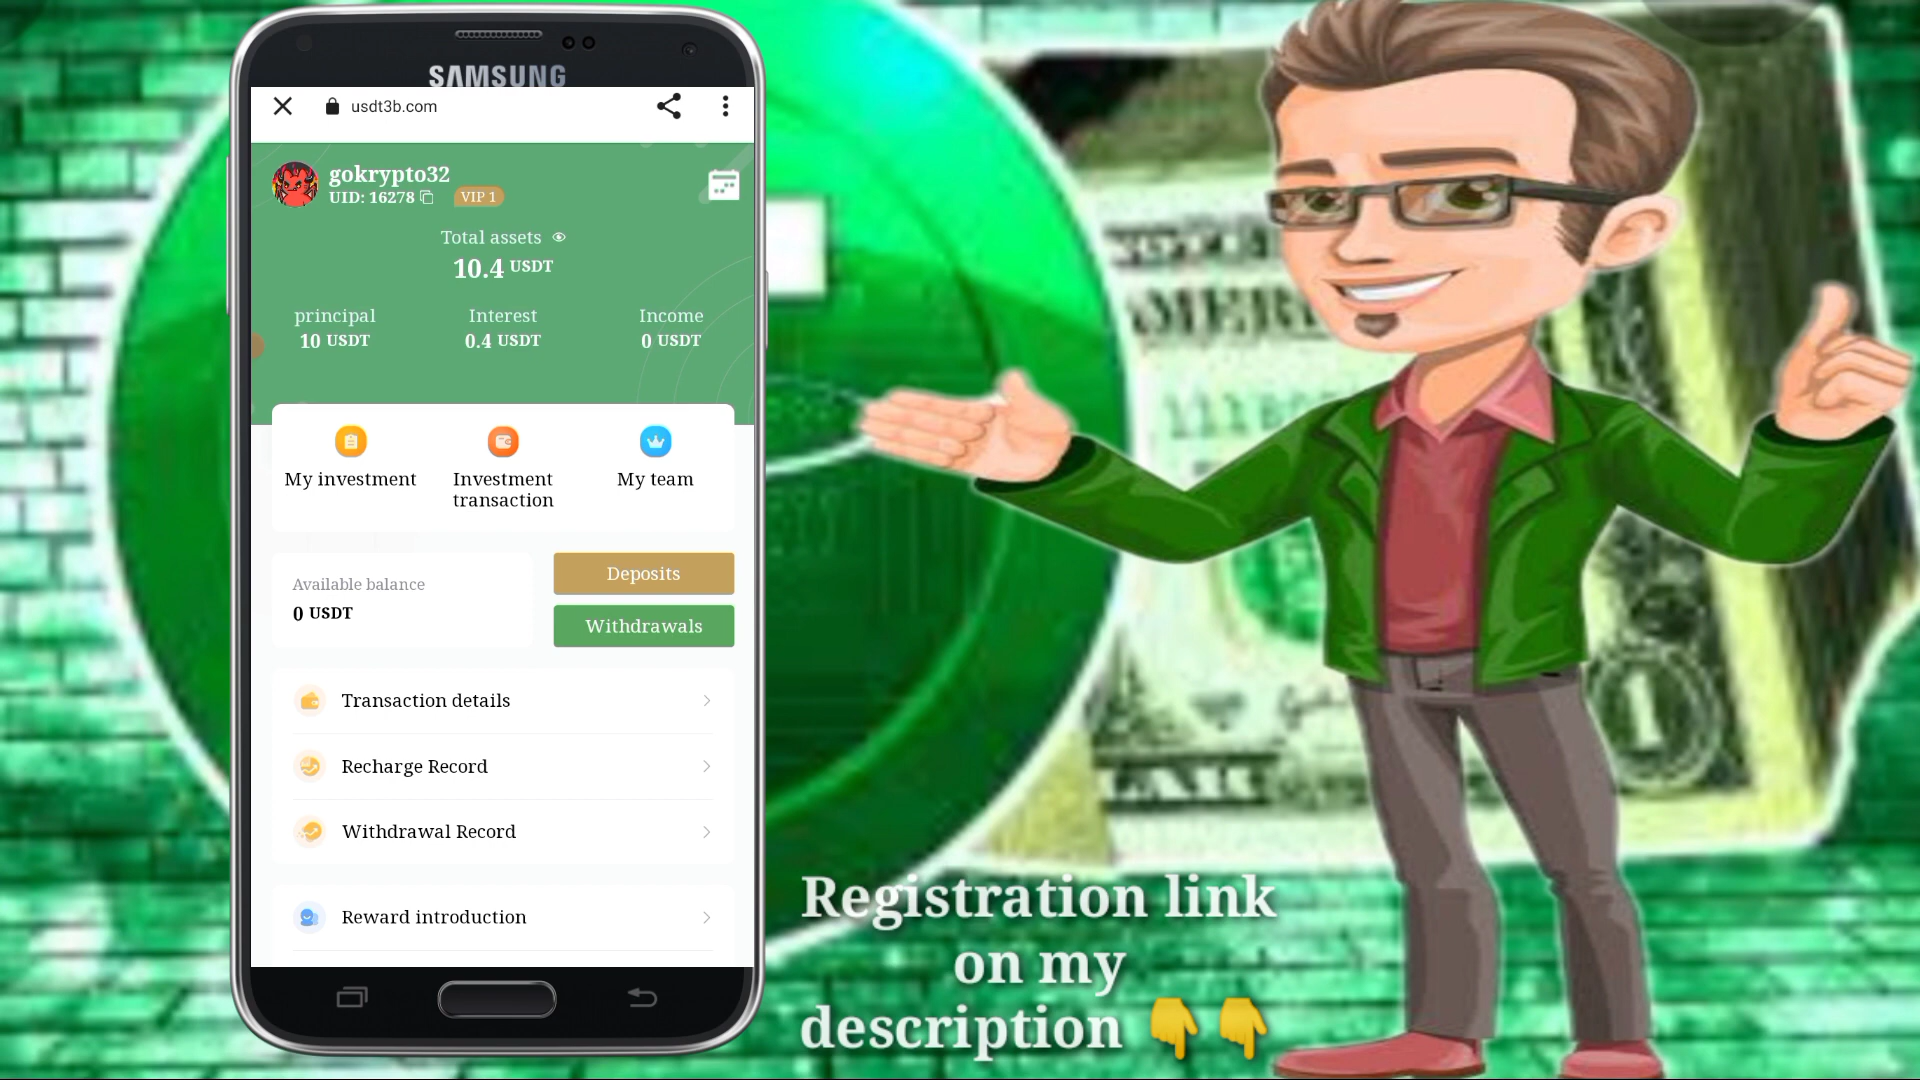 SAMSUNG
usdt3b.com
gokrypto32
UID: 16278
VIP 1
Total assets
10.4 USDT
principal
Interest
Income
10 USDT
0.4 USDT
0 USDT
My investment
Investment
transaction
My team
Available balance
0 USDT
Deposits
Withdrawals
Transaction details
Recharge Record
Withdrawal Record
Reward introduction
Registration link
on my
description 👇👇